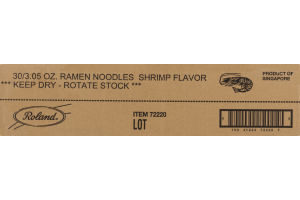 30/3.05 OZ. RAMEN NOODLES SHRIMP FLAVOR
*** KEEP DRY - ROTATE STOCK ***
PRODUCT OF
SINGAPORE
Roland
ITEM 72220
LOT